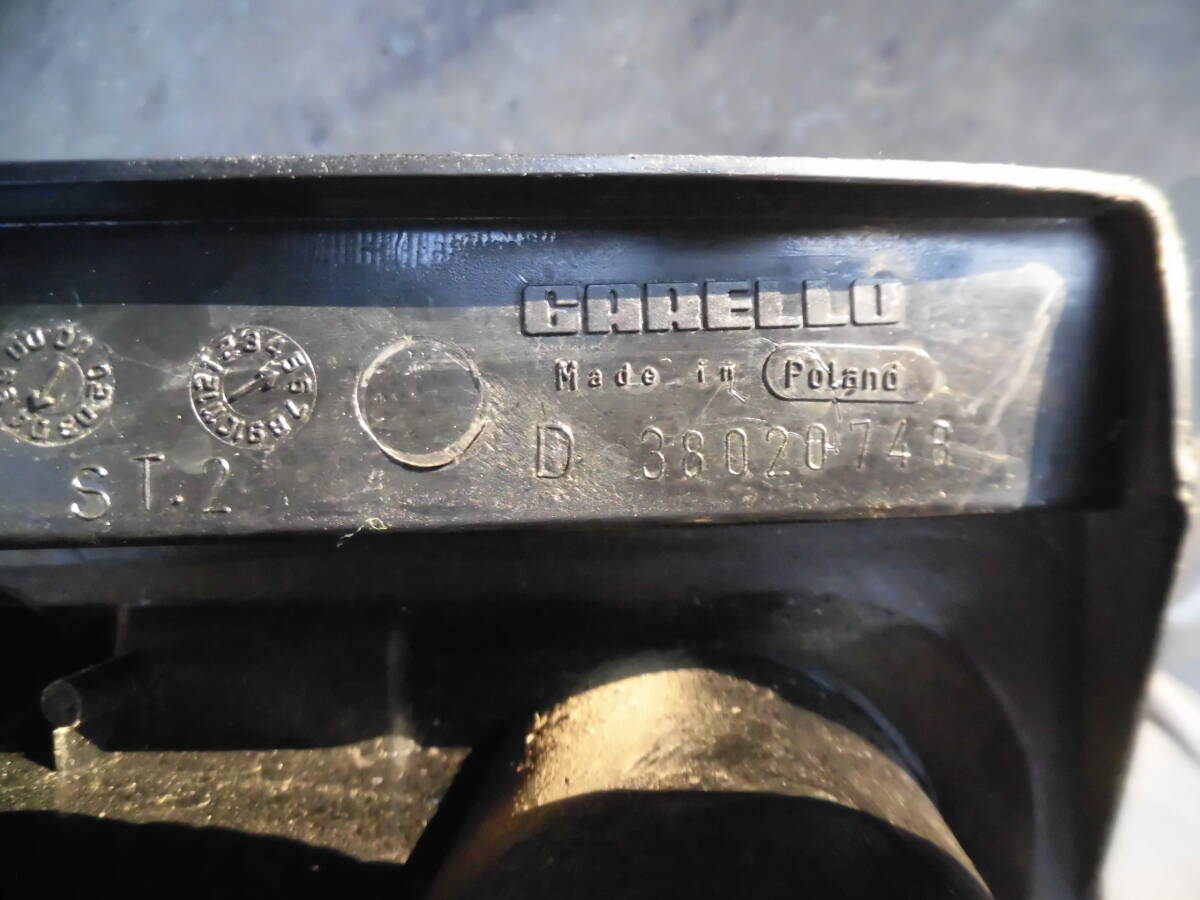 CARELLO
Made in Poland
D 38020748
ST.2